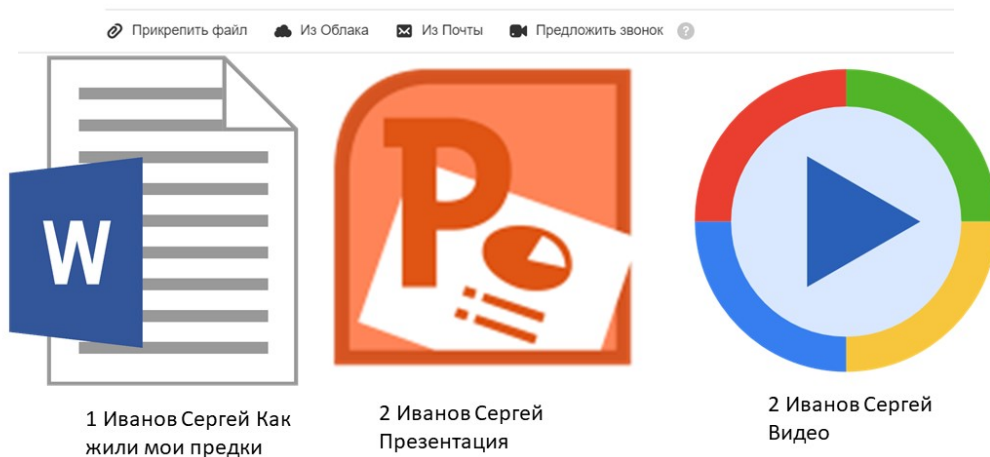 Прикрепить файл Из Облака Из Почты Предложить звонок ?
W
P
1 Иванов Сергей Как
жили мои предки
2 Иванов Сергей
Презентация
2 Иванов Сергей
Видео